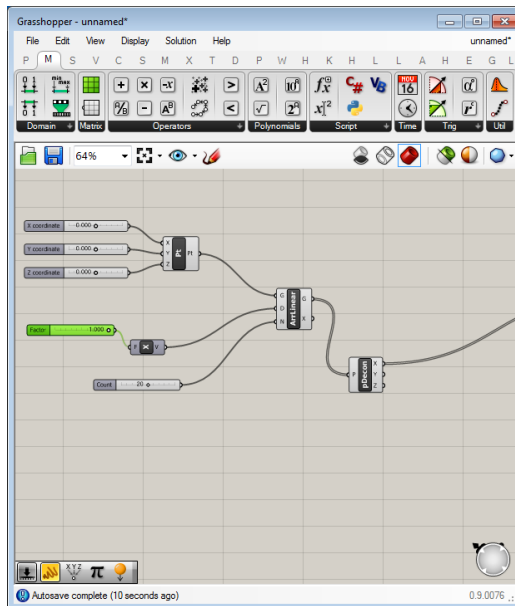 Grasshopper - unnamed*
File Edit View Display Solution Help unnamed*
P M S V C S M I X T D P W H K H L L A H E G L
Domain Matrix Operators Polynomials Script Time Trig Util
64%
X coordinate 0.000
Y coordinate 0.000
Z coordinate 0.000
X Y Z Pt Pt
Factor 1.000
F X V
Count 20
G D N ArrLinear G X
P pDecon X Y Z
XYZ
π
Autosave complete (10 seconds ago) 0.9.0076